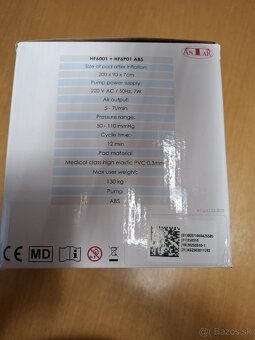 ANTAR
HF6001 + HF6P01 ABS
Size of pad after inflation:
200 x 90 x 7cm
Pump power supply:
220 V AC / 50Hz, 7W
Air output:
5 - 7l/min
Pressure range:
50 - 110mmHg
Cycle time:
12 min
Pad material:
Medical class high elastic PVC 0.3mm
Max user weight:
130 kg
Pump:
ABS
CE MD
Bazos.sk